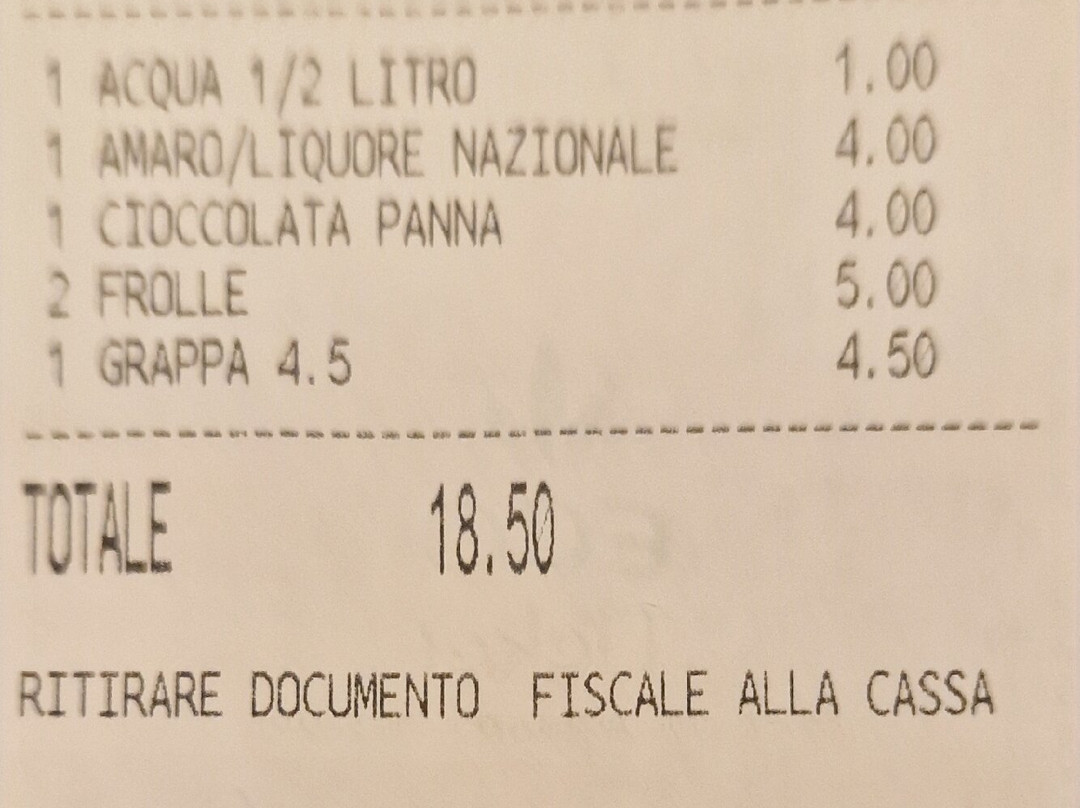 1 ACQUA 1/2 LITRO 1.00
1 AMARO/LIQUORE NAZIONALE 4.00
1 CIOCCOLATA PANNA 4.00
2 FROLLE 5.00
1 GRAPPA 4.5 4.50
TOTALE 18.50
RITIRARE DOCUMENTO FISCALE ALLA CASSA